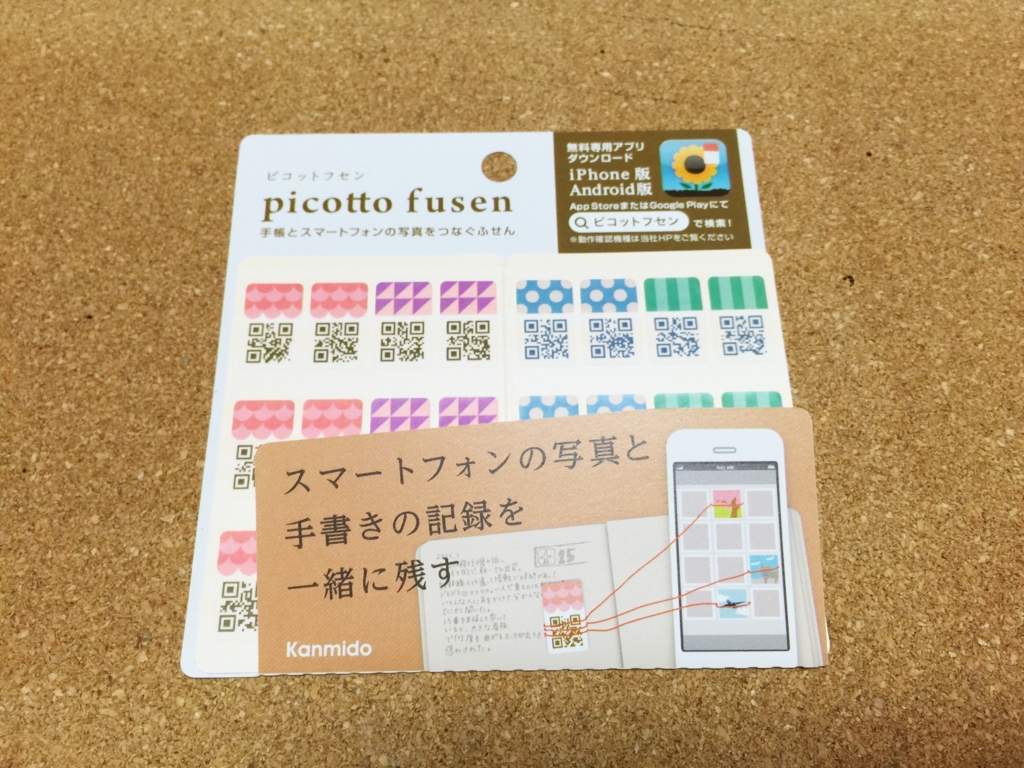 ピコットフセン
picotto fusen
手帳とスマートフォンの写真をつなぐふせん
無料専用アプリ
ダウンロード
iPhone 版
Android版
App StoreまたはGoogle Playにて
ピコットフセン で検索!
※動作確認機種は当社HPをご覧ください
スマートフォンの写真と
手書きの記録を
一緒に残す
Kanmido
15